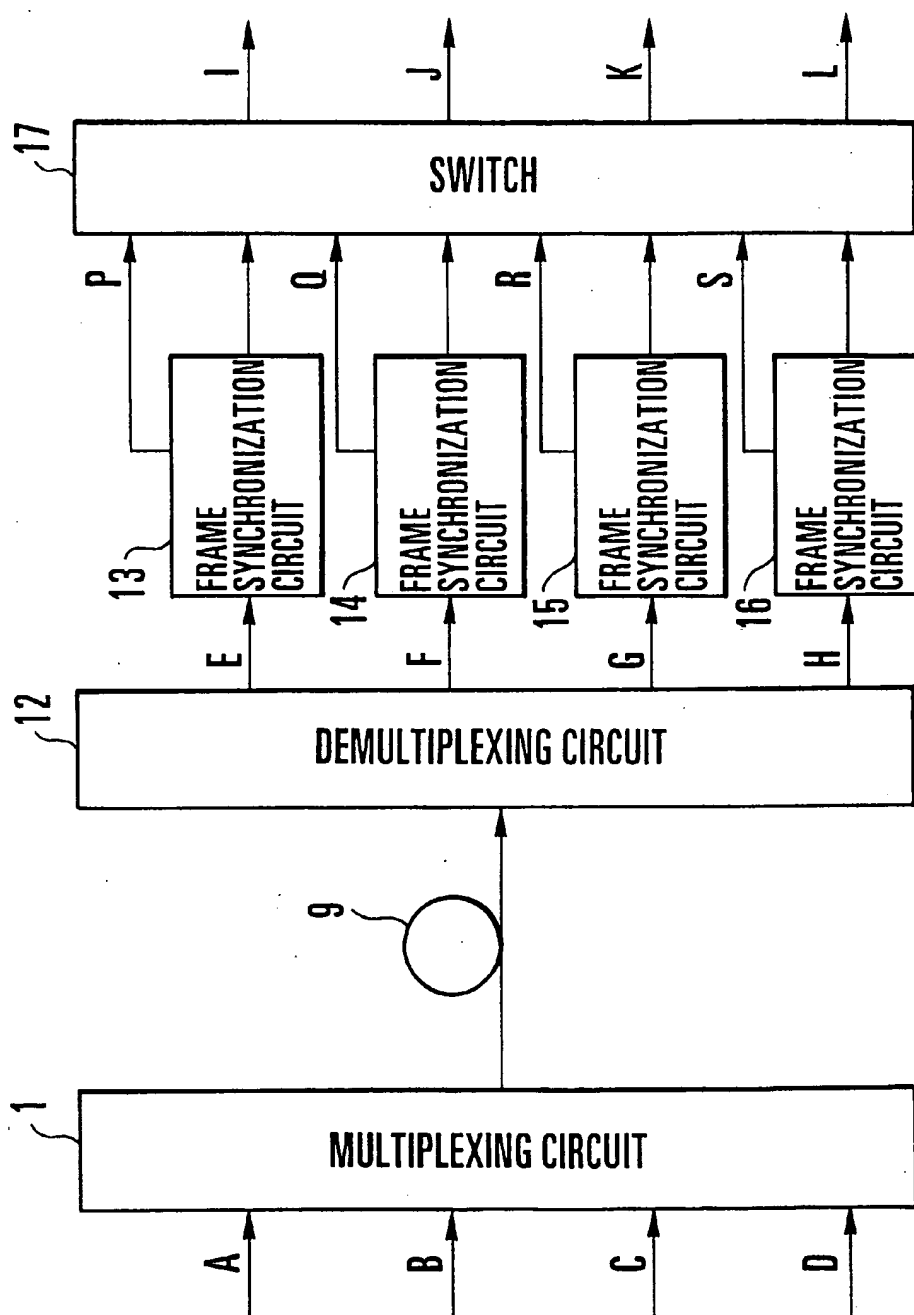 A
B
C
D
1
MULTIPLEXING CIRCUIT
9
12
DEMULTIPLEXING CIRCUIT
E
F
G
H
13
FRAME
SYNCHRONIZATION
CIRCUIT
14
FRAME
SYNCHRONIZATION
CIRCUIT
15
FRAME
SYNCHRONIZATION
CIRCUIT
16
FRAME
SYNCHRONIZATION
CIRCUIT
P
Q
R
S
17
SWITCH
I
J
K
L